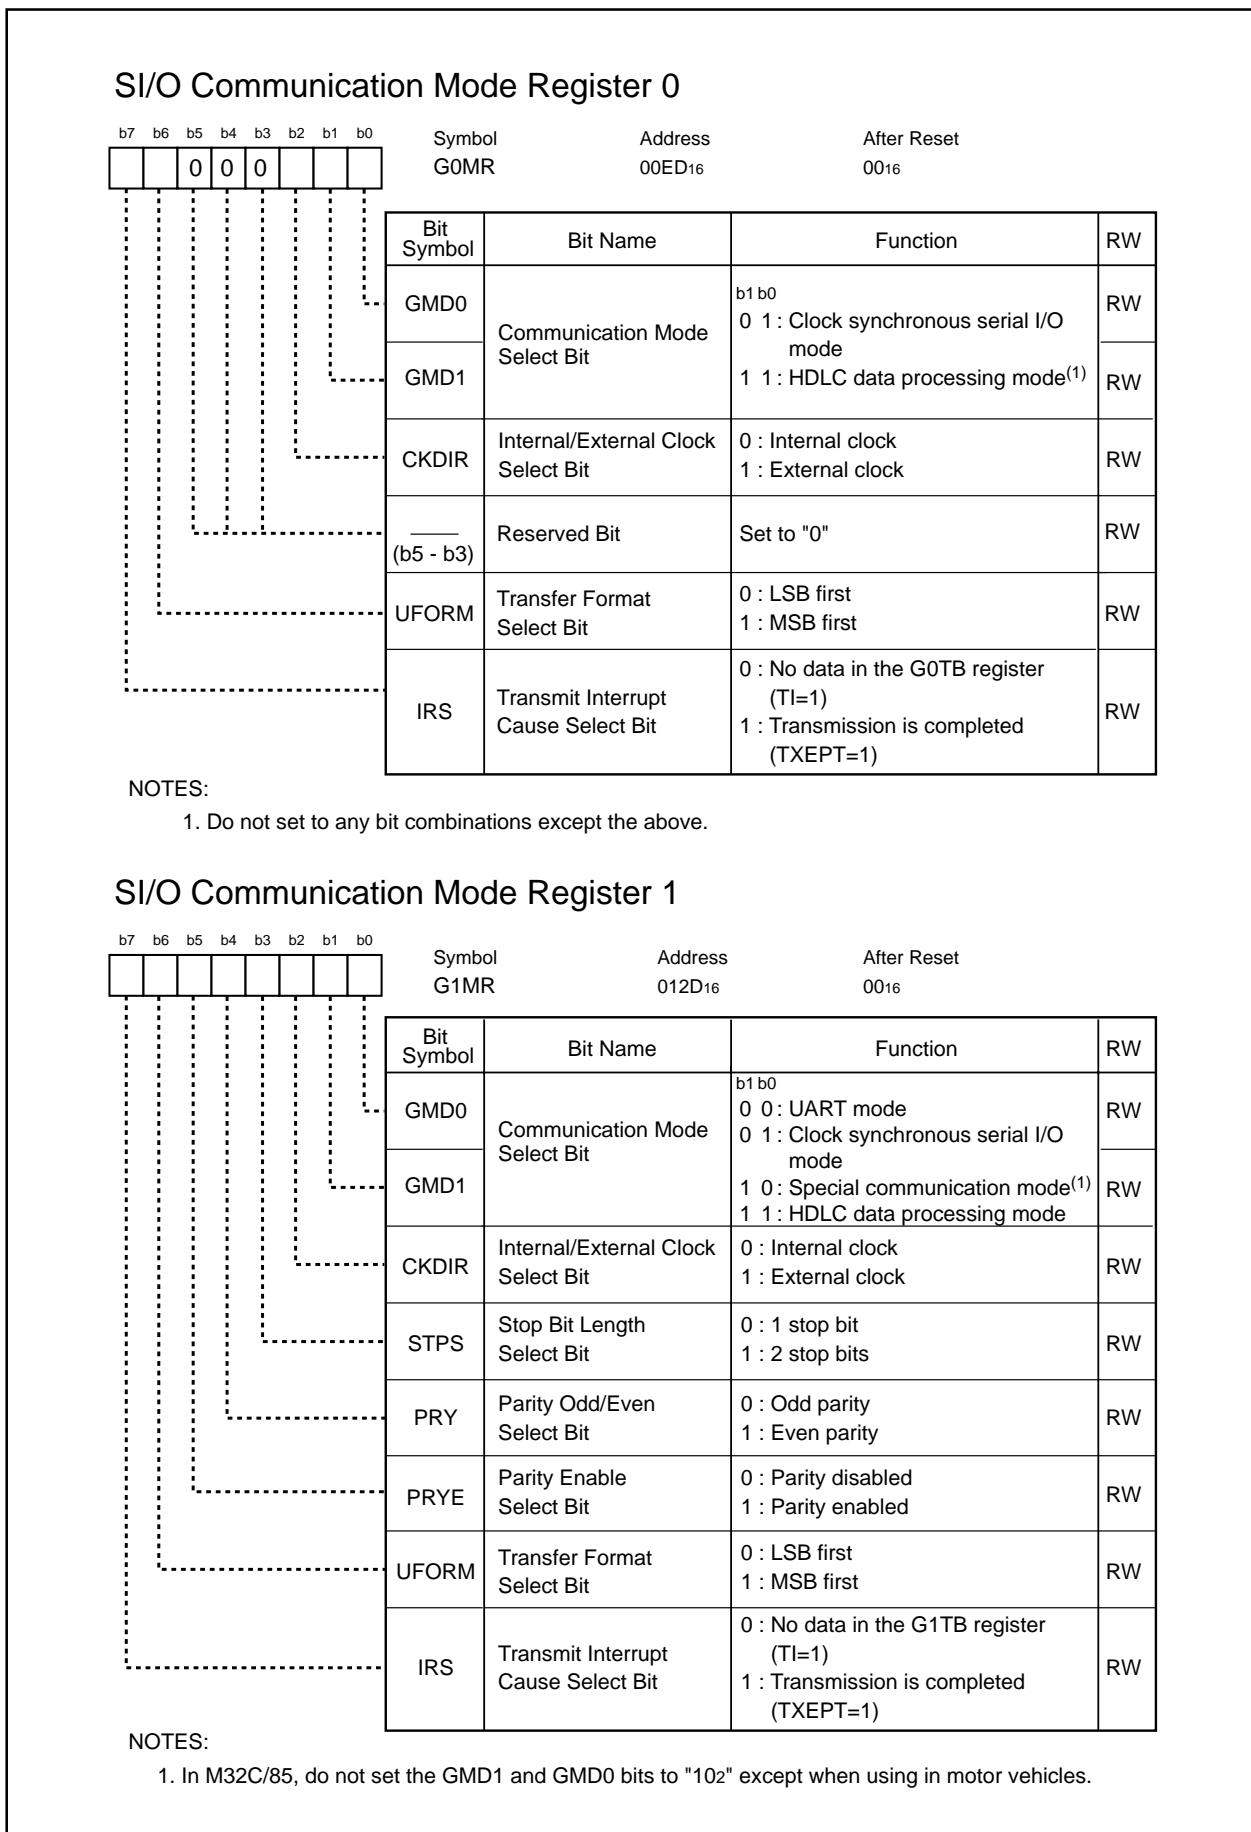 SI/O Communication Mode Register 0
b7 b6 b5 b4 b3 b2 b1 b0
Symbol Address After Reset
0 0 0
G0MR 00ED16 0016
Bit Symbol Bit Name Function RW
b1 b0
GMD0 RW
0 1 : Clock synchronous serial I/O
Communication Mode
mode
Select Bit
GMD1 1 1 : HDLC data processing mode(1) RW
Internal/External Clock 0 : Internal clock
CKDIR RW
Select Bit 1 : External clock
Reserved Bit Set to "0" RW
(b5 - b3)
Transfer Format 0 : LSB first
UFORM RW
Select Bit 1 : MSB first
0 : No data in the G0TB register
Transmit Interrupt (TI=1)
IRS RW
Cause Select Bit 1 : Transmission is completed
(TXEPT=1)
NOTES:
1. Do not set to any bit combinations except the above.
SI/O Communication Mode Register 1
b7 b6 b5 b4 b3 b2 b1 b0
Symbol Address After Reset
G1MR 012D16 0016
Bit Symbol Bit Name Function RW
b1 b0
GMD0 0 0 : UART mode RW
Communication Mode 0 1 : Clock synchronous serial I/O
Select Bit mode
GMD1 1 0 : Special communication mode(1) RW
1 1 : HDLC data processing mode
Internal/External Clock 0 : Internal clock
CKDIR RW
Select Bit 1 : External clock
Stop Bit Length 0 : 1 stop bit
STPS RW
Select Bit 1 : 2 stop bits
Parity Odd/Even 0 : Odd parity
PRY RW
Select Bit 1 : Even parity
Parity Enable 0 : Parity disabled
PRYE RW
Select Bit 1 : Parity enabled
Transfer Format 0 : LSB first
UFORM RW
Select Bit 1 : MSB first
0 : No data in the G1TB register
Transmit Interrupt (TI=1)
IRS RW
Cause Select Bit 1 : Transmission is completed
(TXEPT=1)
NOTES:
1. In M32C/85, do not set the GMD1 and GMD0 bits to "102" except when using in motor vehicles.